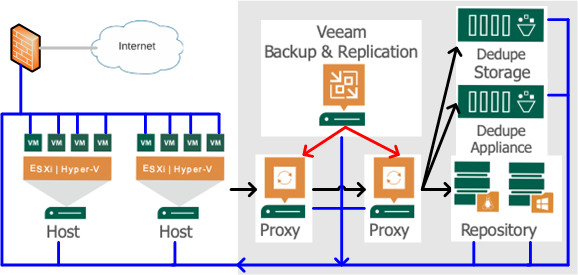 Internet
Veeam
Backup & Replication
Dedupe
Storage
VM VM VM VM
VM VM VM VM
Dedupe
Appliance
ESXi | Hyper-V
ESXi | Hyper-V
Host
Host
Proxy
Proxy
Repository